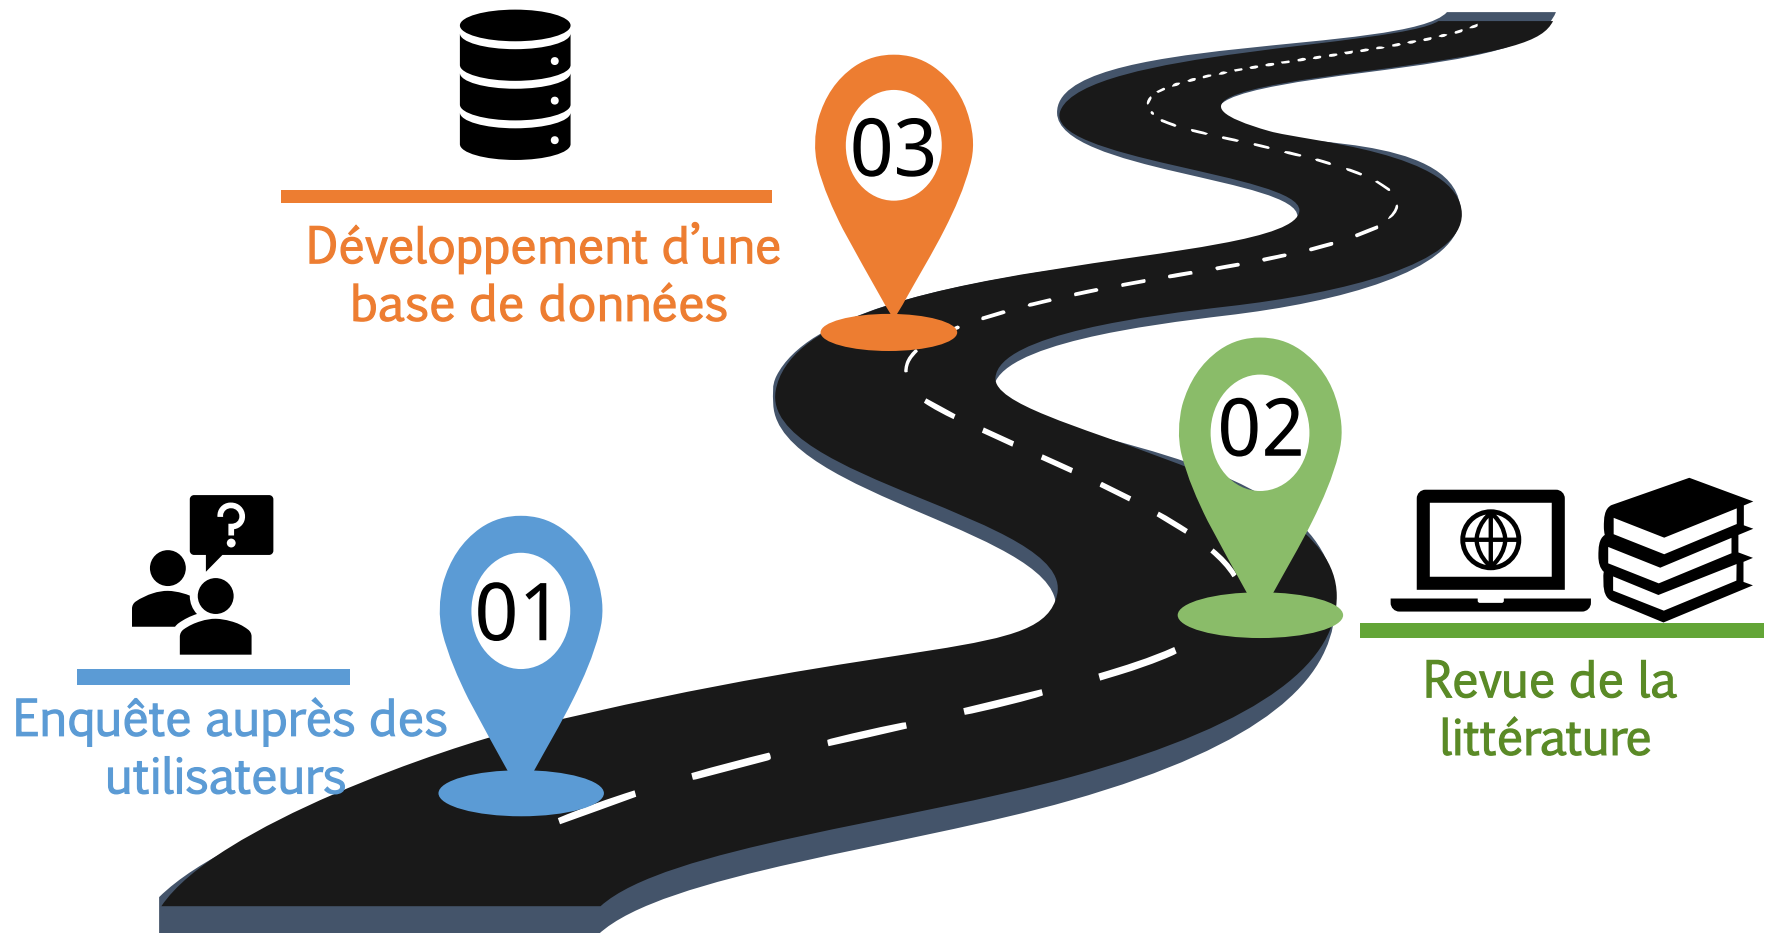 03
Développement d’une
base de données
02
?
01
Revue de la
littérature
Enquête auprès des
utilisateurs